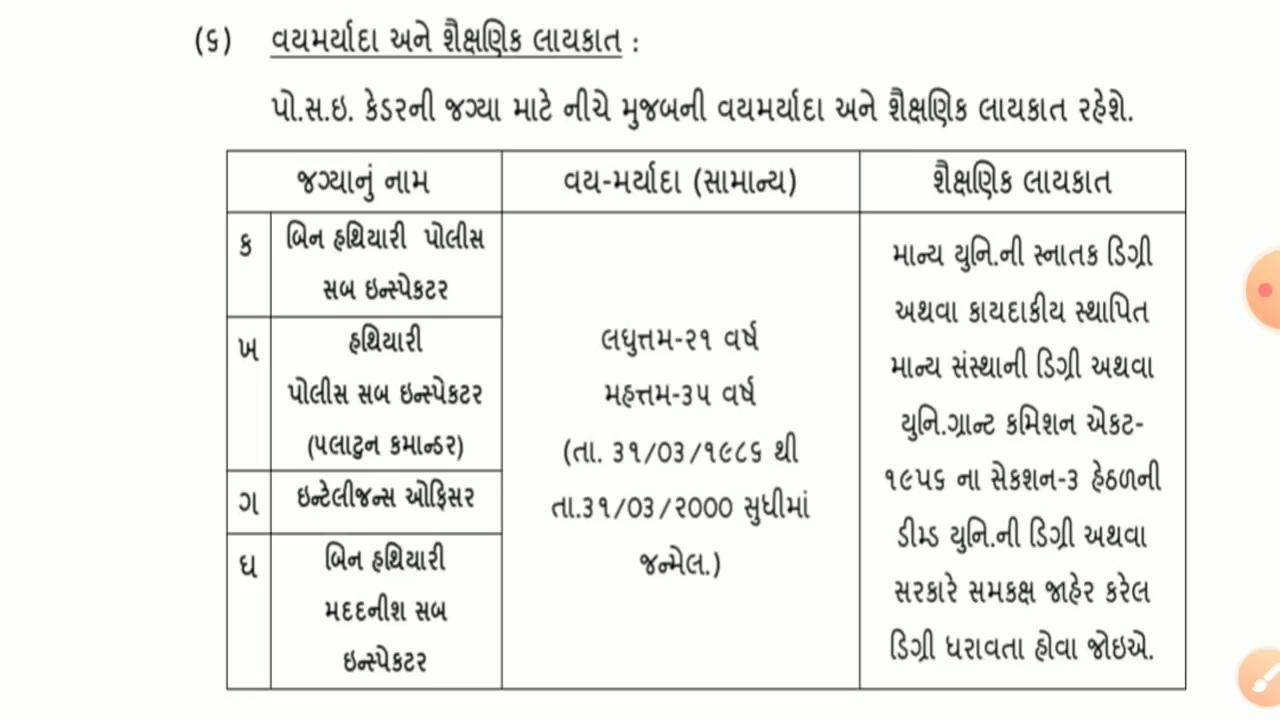 (૬) વયમર્યાદા અને શૈક્ષણિક લાયકાત :
પો.સ.ઇ. કેડરની જગ્યા માટે નીચે મુજબની વયમર્યાદા અને શૈક્ષણિક લાયકાત રહેશે.
જગ્યાનું નામ
વય-મર્યાદા (સામાન્ય)
શૈક્ષણિક લાયકાત
ક
બિન હથિયારી પોલીસ
સબ ઇન્સ્પેકટર
ખ
હથિયારી
પોલીસ સબ ઇન્સ્પેકટર
(પલાટુન કમાન્ડર)
ગ
ઇન્ટેલીજન્સ ઓફિસર
ઘ
બિન હથિયારી
મદદનીશ સબ
ઇન્સ્પેકટર
લઘુત્તમ-૨૧ વર્ષ
મહત્તમ-૩૫ વર્ષ
(તા. ૩૧/૦૩/૧૯૮૬ થી
તા.૩૧/૦૩/૨૦૦૦ સુધીમાં
જન્મેલ.)
માન્ય યુનિ.ની સ્નાતક ડિગ્રી
અથવા કાયદાકીય સ્થાપિત
માન્ય સંસ્થાની ડિગ્રી અથવા
યુનિ.ગ્રાન્ટ કમિશન એકટ-
૧૯૫૬ ના સેકશન-૩ હેઠળની
ડીમ્ડ યુનિ.ની ડિગ્રી અથવા
સરકારે સમકક્ષ જાહેર કરેલ
ડિગ્રી ધરાવતા હોવા જોઇએ.